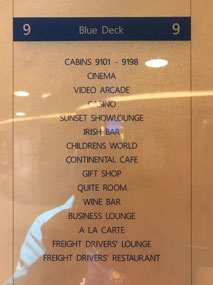 9 Blue Deck 9
CABINS 9101 - 9198
CINEMA
VIDEO ARCADE
CASINO
SUNSET SHOWLOUNGE
IRISH BAR
CHILDRENS WORLD
CONTINENTAL CAFE
GIFT SHOP
QUITE ROOM
WINE BAR
BUSINESS LOUNGE
A LA CARTE
FREIGHT DRIVERS' LOUNGE
FREIGHT DRIVERS' RESTAURANT